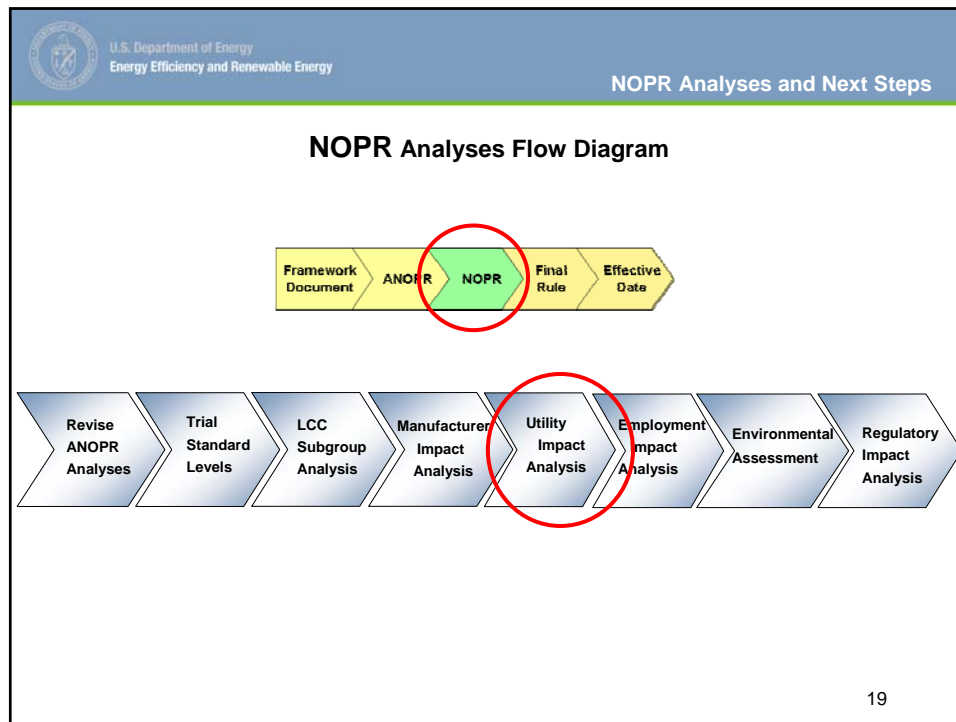 U.S. Department of Energy
Energy Efficiency and Renewable Energy
NOPR Analyses and Next Steps
NOPR Analyses Flow Diagram
Framework
Document
ANOPR
NOPR
Final
Rule
Effective
Date
Revise
ANOPR
Analyses
Trial
Standard
Levels
LCC
Subgroup
Analysis
Manufacturer
Impact
Analysis
Utility
Impact
Analysis
Employment
Impact
Analysis
Environmental
Assessment
Regulatory
Impact
Analysis
19